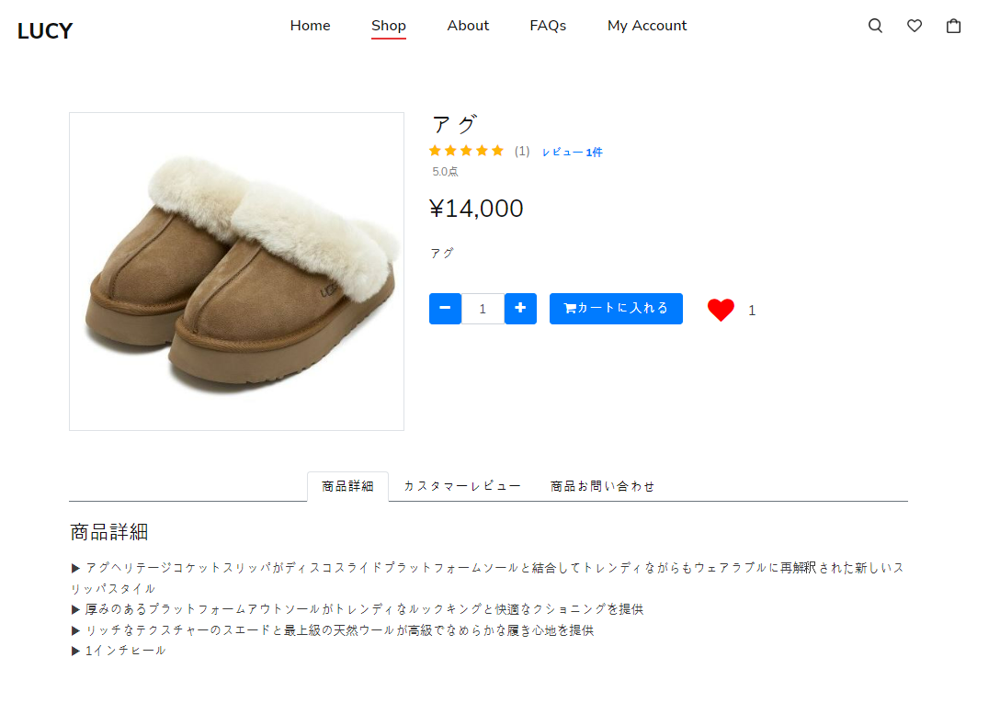 LUCY
Home Shop About FAQs My Account
アグ
(1) レビュー 1件
5.0点
¥14,000
アグ
1 カートに入れる 1
商品詳細 カスタマーレビュー 商品お問い合わせ
商品詳細
▶ アグヘリテージコケットスリッパがディスコスライドプラットフォームソールと結合してトレンディながらもウェアラブルに再解釈された新しいス
リッパスタイル
▶ 厚みのあるプラットフォームアウトソールがトレンディなルックキングと快適なクショニングを提供
▶ リッチなテクスチャーのスエードと最上級の天然ウールが高級でなめらかな履き心地を提供
▶ 1インチヒール